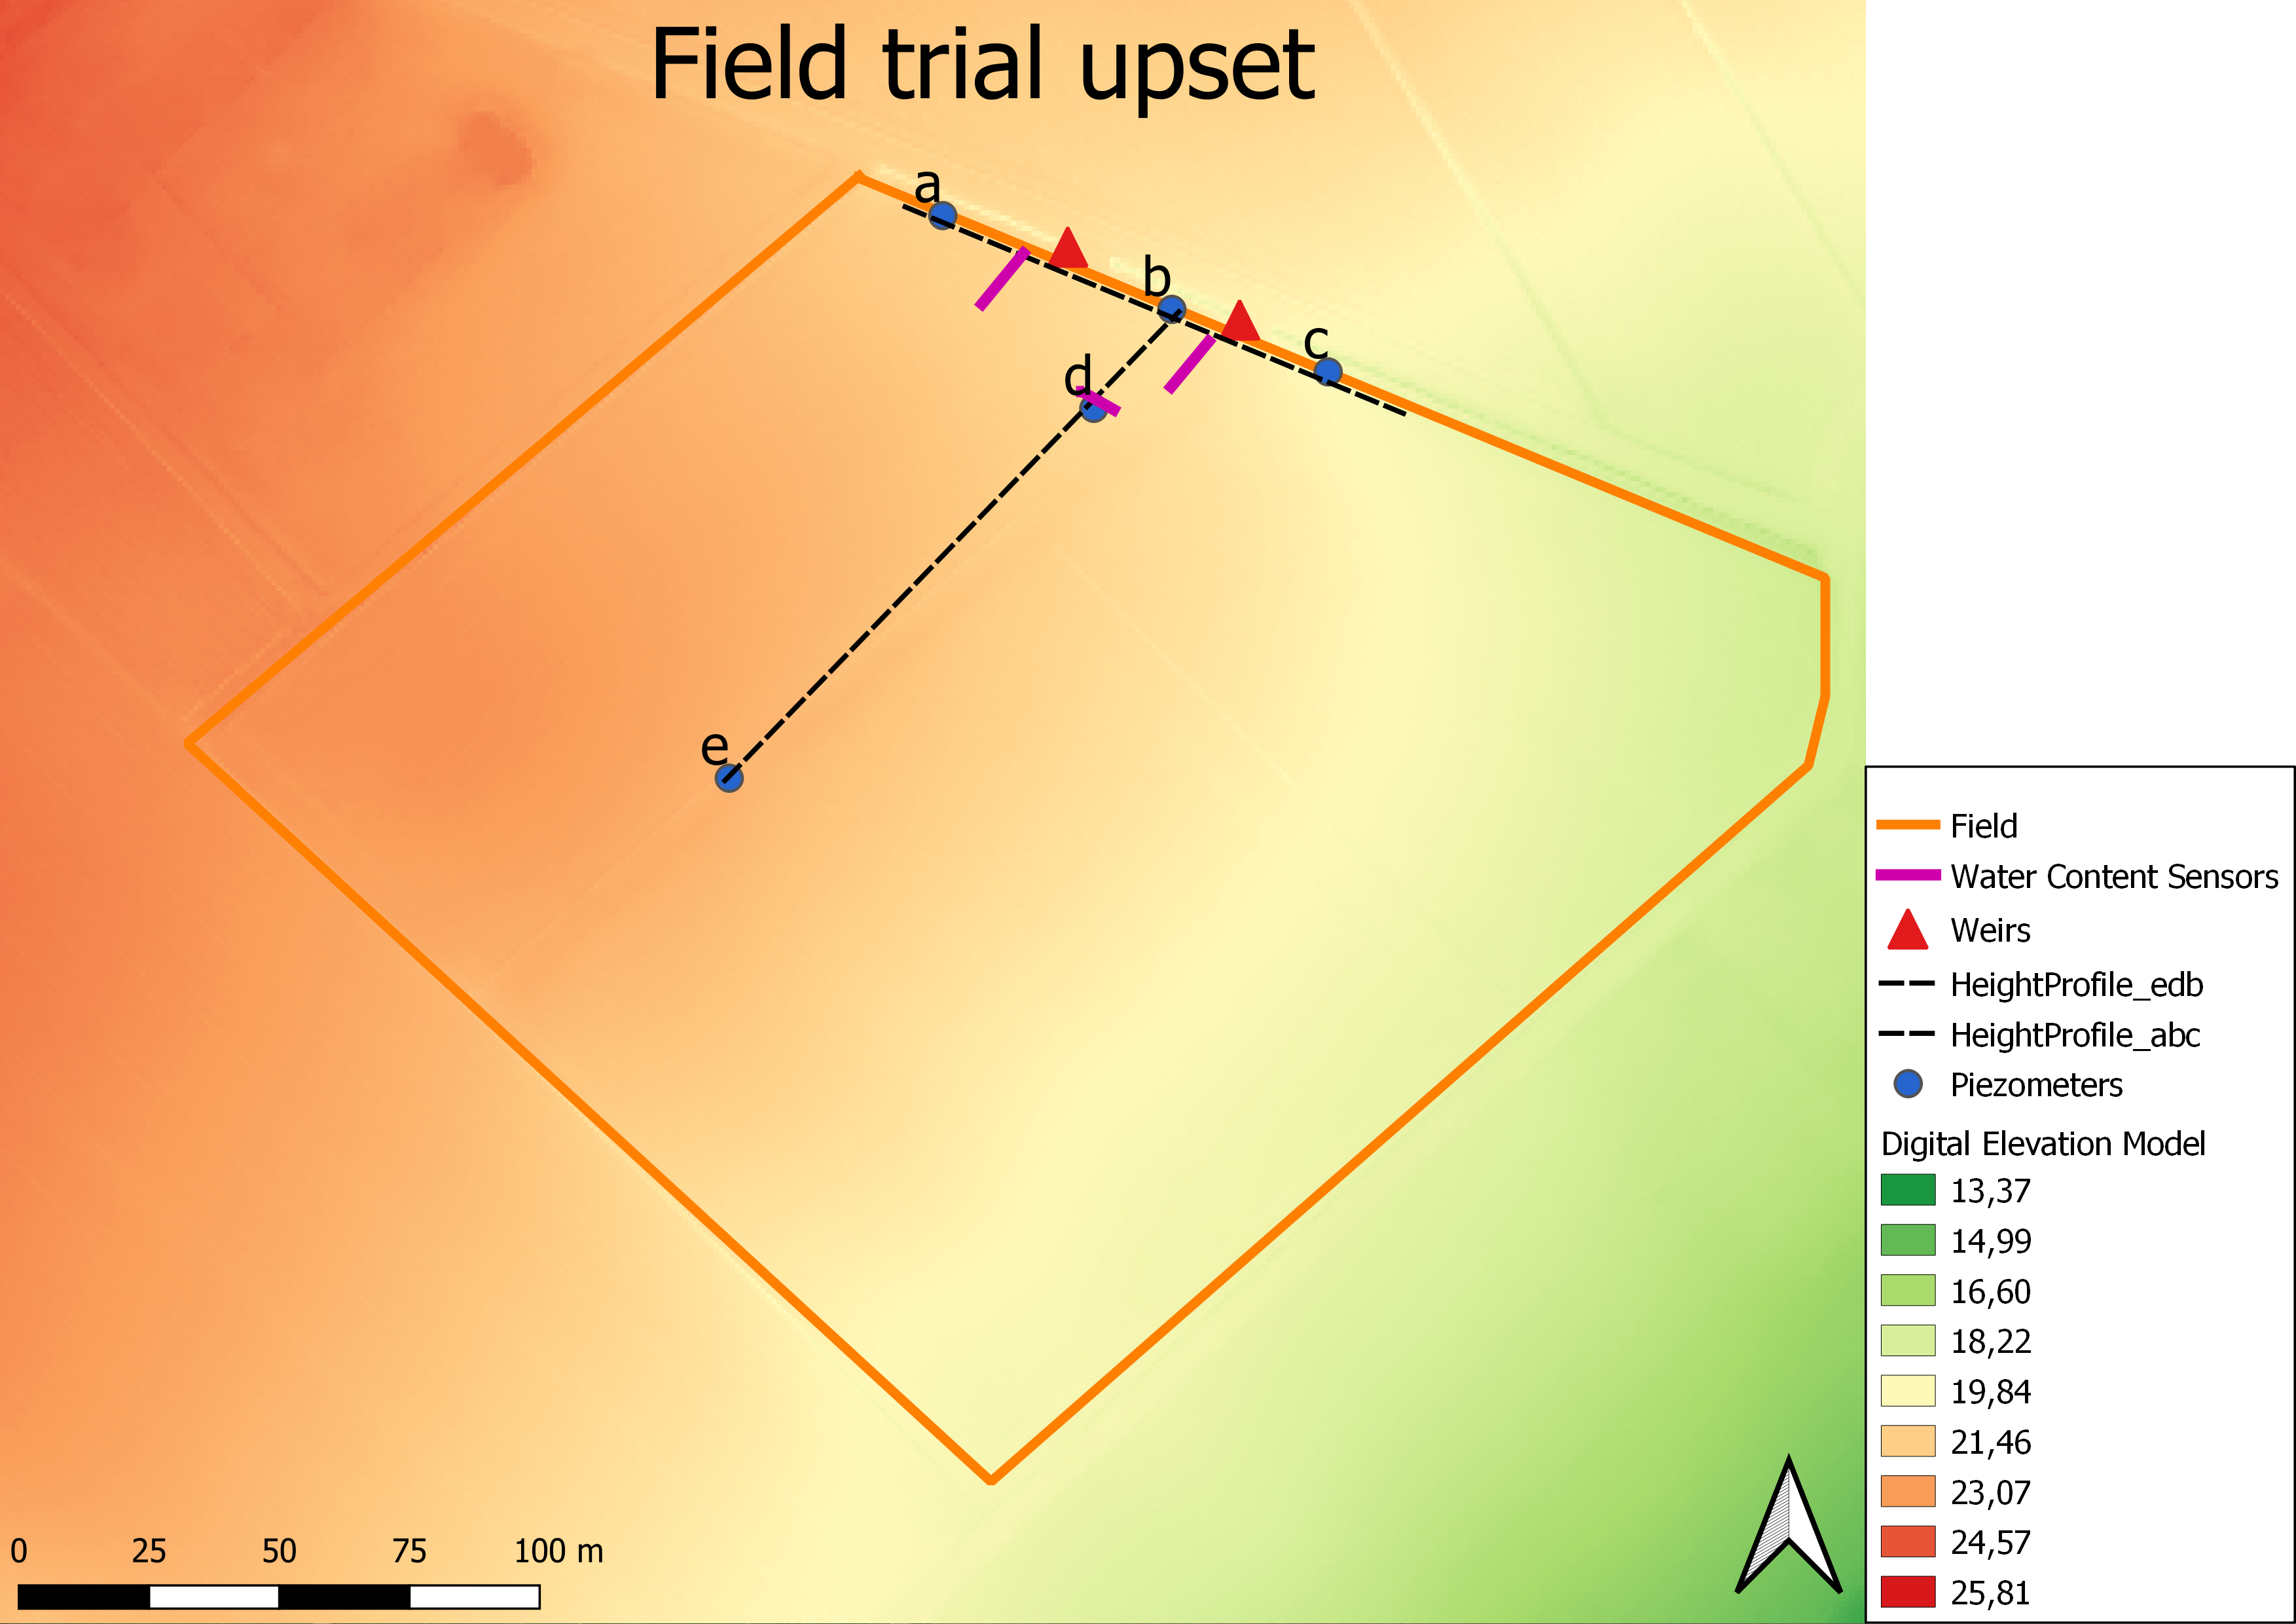 Field trial upset
a
b
c
d
e
Field
Water Content Sensors
Weirs
HeightProfile_edb
HeightProfile_abc
Piezometers
Digital Elevation Model
13,37
14,99
16,60
18,22
19,84
21,46
23,07
24,57
25,81
0 25 50 75 100 m